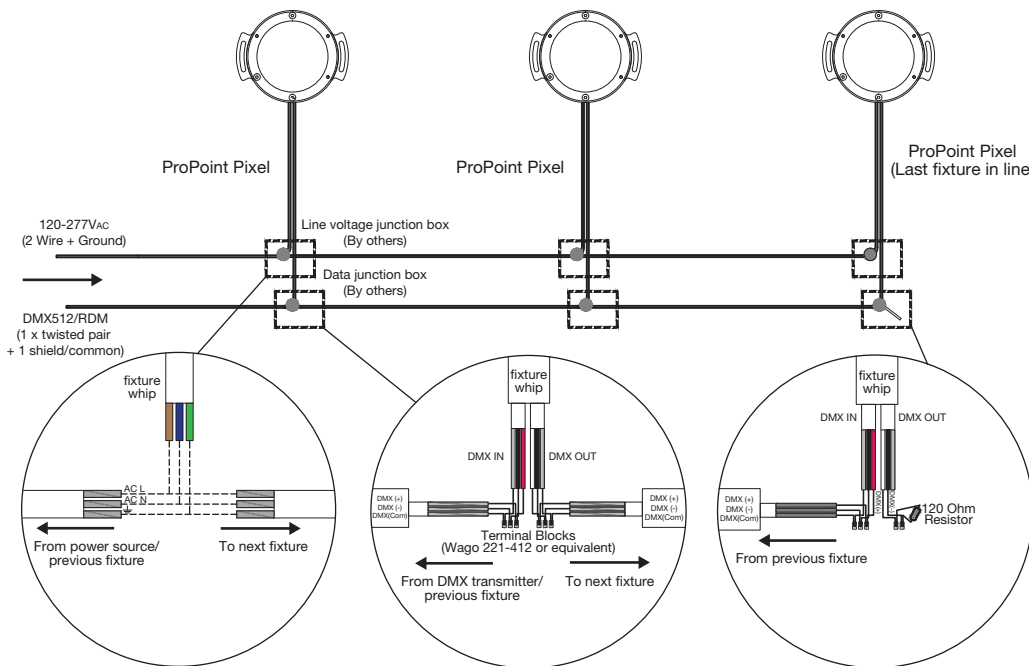 ProPoint Pixel
ProPoint Pixel
ProPoint Pixel
(Last fixture in line)
120-277VAC
(2 Wire + Ground)
Line voltage junction box
(By others)
Data junction box
(By others)
DMX512/RDM
(1 x twisted pair
+ 1 shield/common)
fixture
whip
AC L
AC N
From power source/
previous fixture
To next fixture
fixture
whip
DMX IN
DMX OUT
DMX (+)
DMX (-)
DMX(Com)
DMX (+)
DMX (-)
DMX(Com)
Terminal Blocks
(Wago 221-412 or equivalent)
From DMX transmitter/
previous fixture
To next fixture
fixture
whip
DMX IN
DMX OUT
DMX (+)
DMX (-)
DMX(Com)
DMX(+)
DMX(-)
120 Ohm
Resistor
From previous fixture